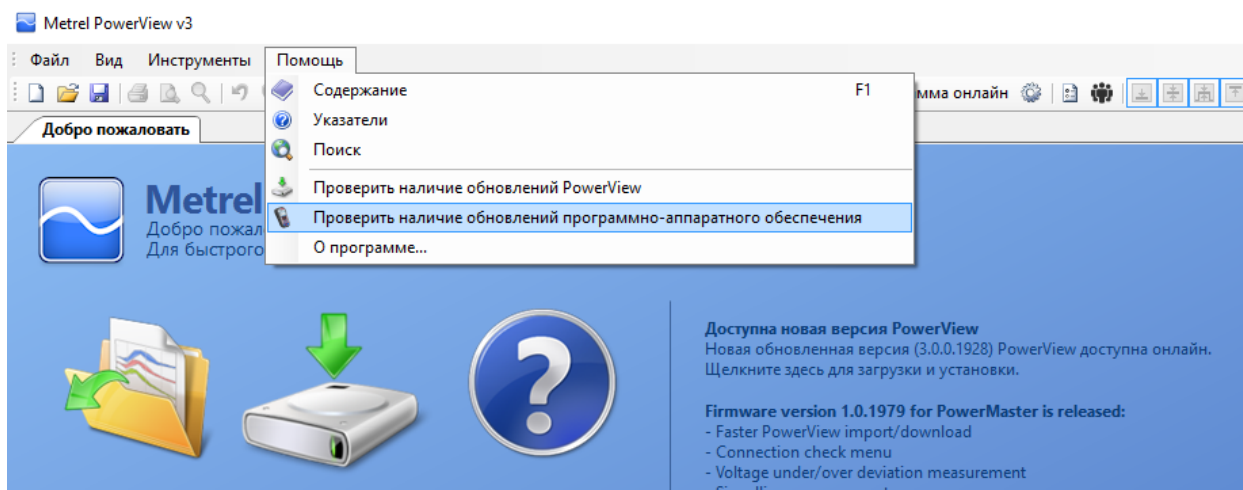 Metrel PowerView v3
Файл Вид Инструменты Помощь
Содержание F1
Указатели
Поиск
Проверить наличие обновлений PowerView
Проверить наличие обновлений программно-аппаратного обеспечения
О программе...
мма онлайн
Добро пожаловать
Metrel
Добро пожал
Для быстрого
Доступна новая версия PowerView
Новая обновленная версия (3.0.0.1928) PowerView доступна онлайн.
Щелкните здесь для загрузки и установки.
Firmware version 1.0.1979 for PowerMaster is released:
- Faster PowerView import/download
- Connection check menu
- Voltage under/over deviation measurement